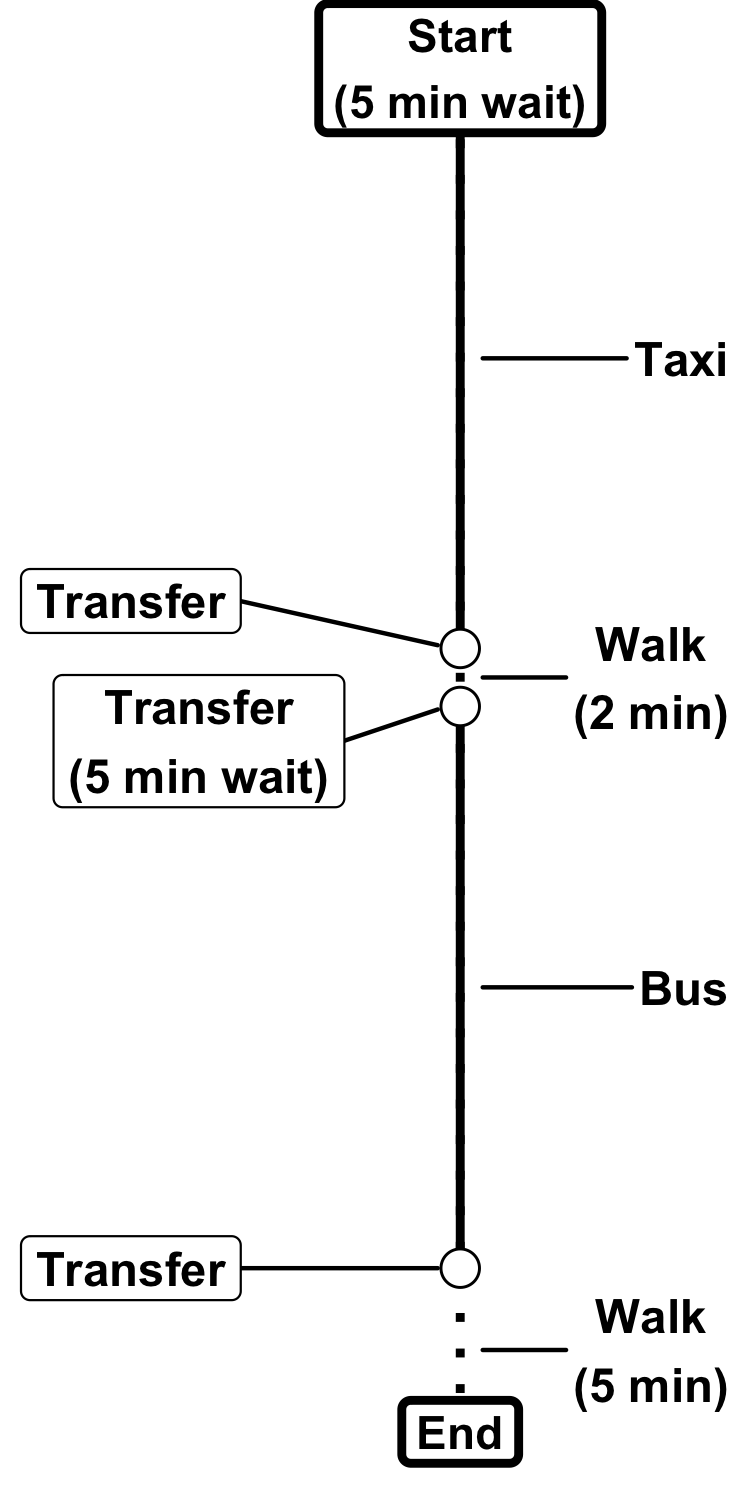 Start
(5 min wait)
Taxi
Transfer
Walk
(2 min)
Transfer
(5 min wait)
Bus
Transfer
Walk
(5 min)
End